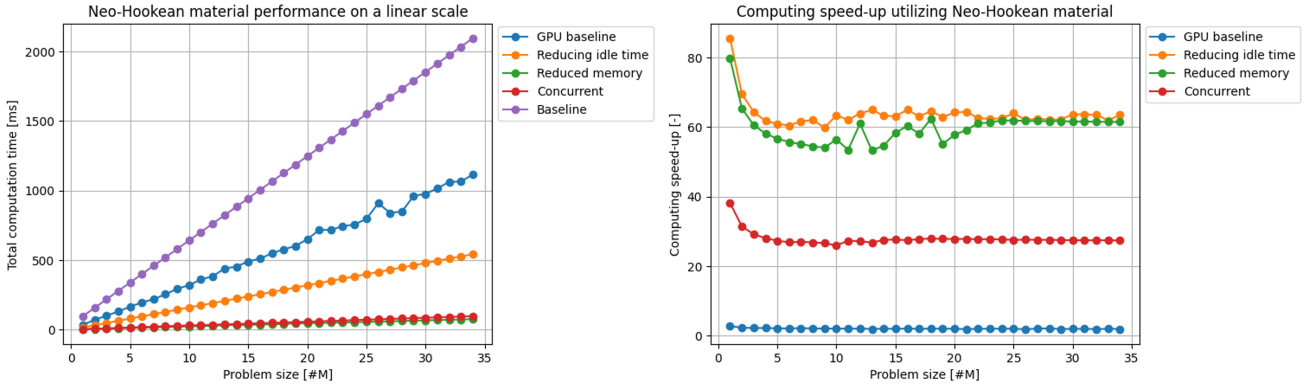 Neo-Hookean material performance on a linear scale
Total computation time [ms]
2000
1500
1000
500
0
0 5 10 15 20 25 30 35
Problem size [#M]
GPU baseline
Reducing idle time
Reduced memory
Concurrent
Baseline
Computing speed-up utilizing Neo-Hookean material
Computing speed-up [-]
80
60
40
20
0
0 5 10 15 20 25 30 35
Problem size [#M]
GPU baseline
Reducing idle time
Reduced memory
Concurrent